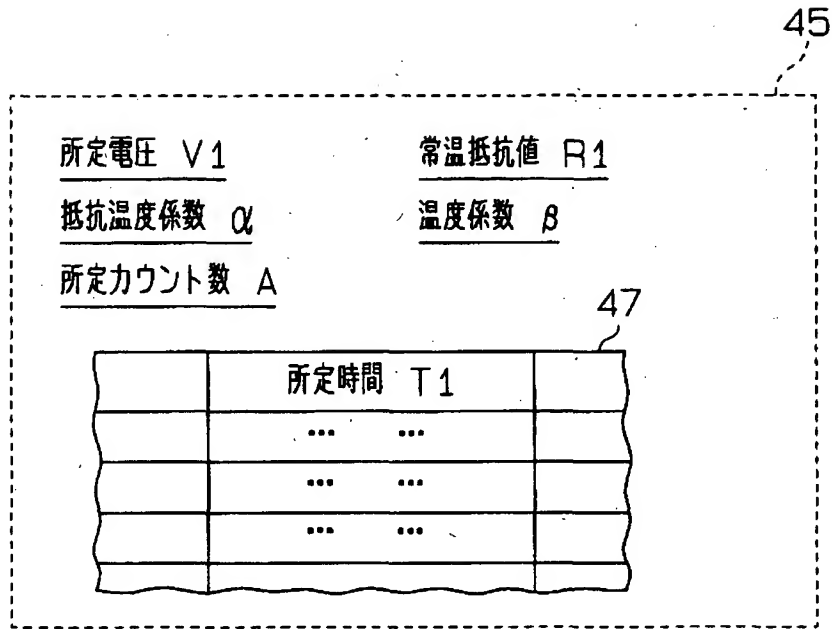 45
所定電圧 V1 常温抵抗値 R1
抵抗温度係数 α 温度係数 β
所定カウント数 A
47
所定時間 T1
… …
… …
… …